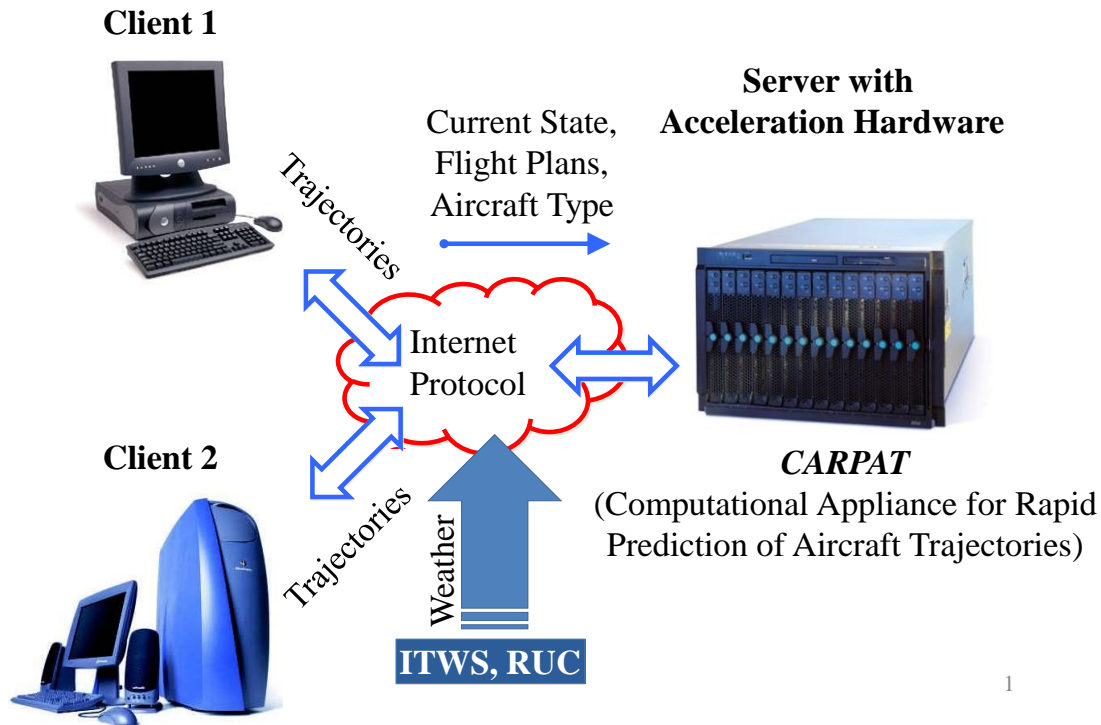 Client 1
Server with
Acceleration Hardware
Current State,
Flight Plans,
Aircraft Type
Trajectories
Internet
Protocol
Client 2
CARPAT
(Computational Appliance for Rapid
Prediction of Aircraft Trajectories)
Trajectories
Weather
ITWS, RUC
1